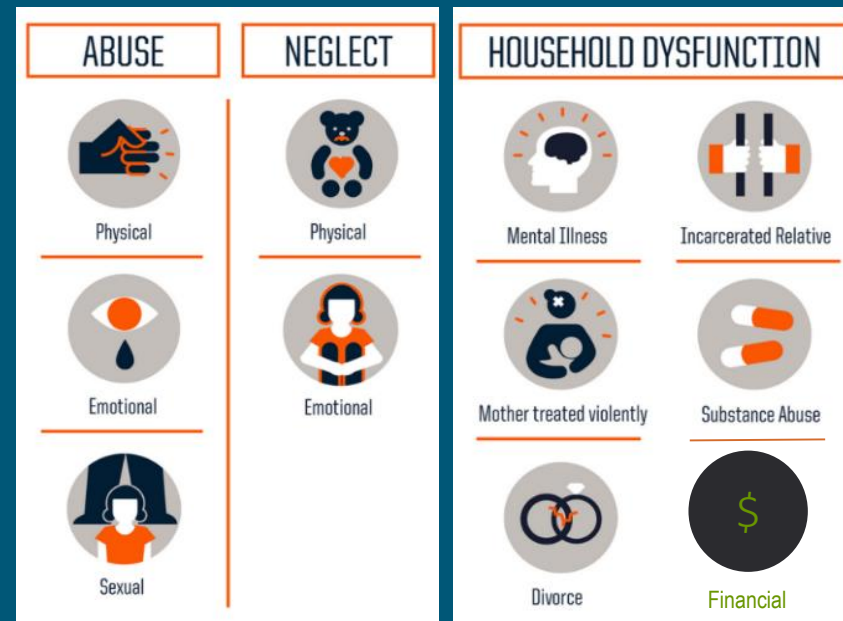 ABUSE
NEGLECT
HOUSEHOLD DYSFUNCTION
Physical
Physical
Mental Illness
Incarcerated Relative
Emotional
Emotional
Mother treated violently
Substance Abuse
Sexual
Divorce
$
Financial